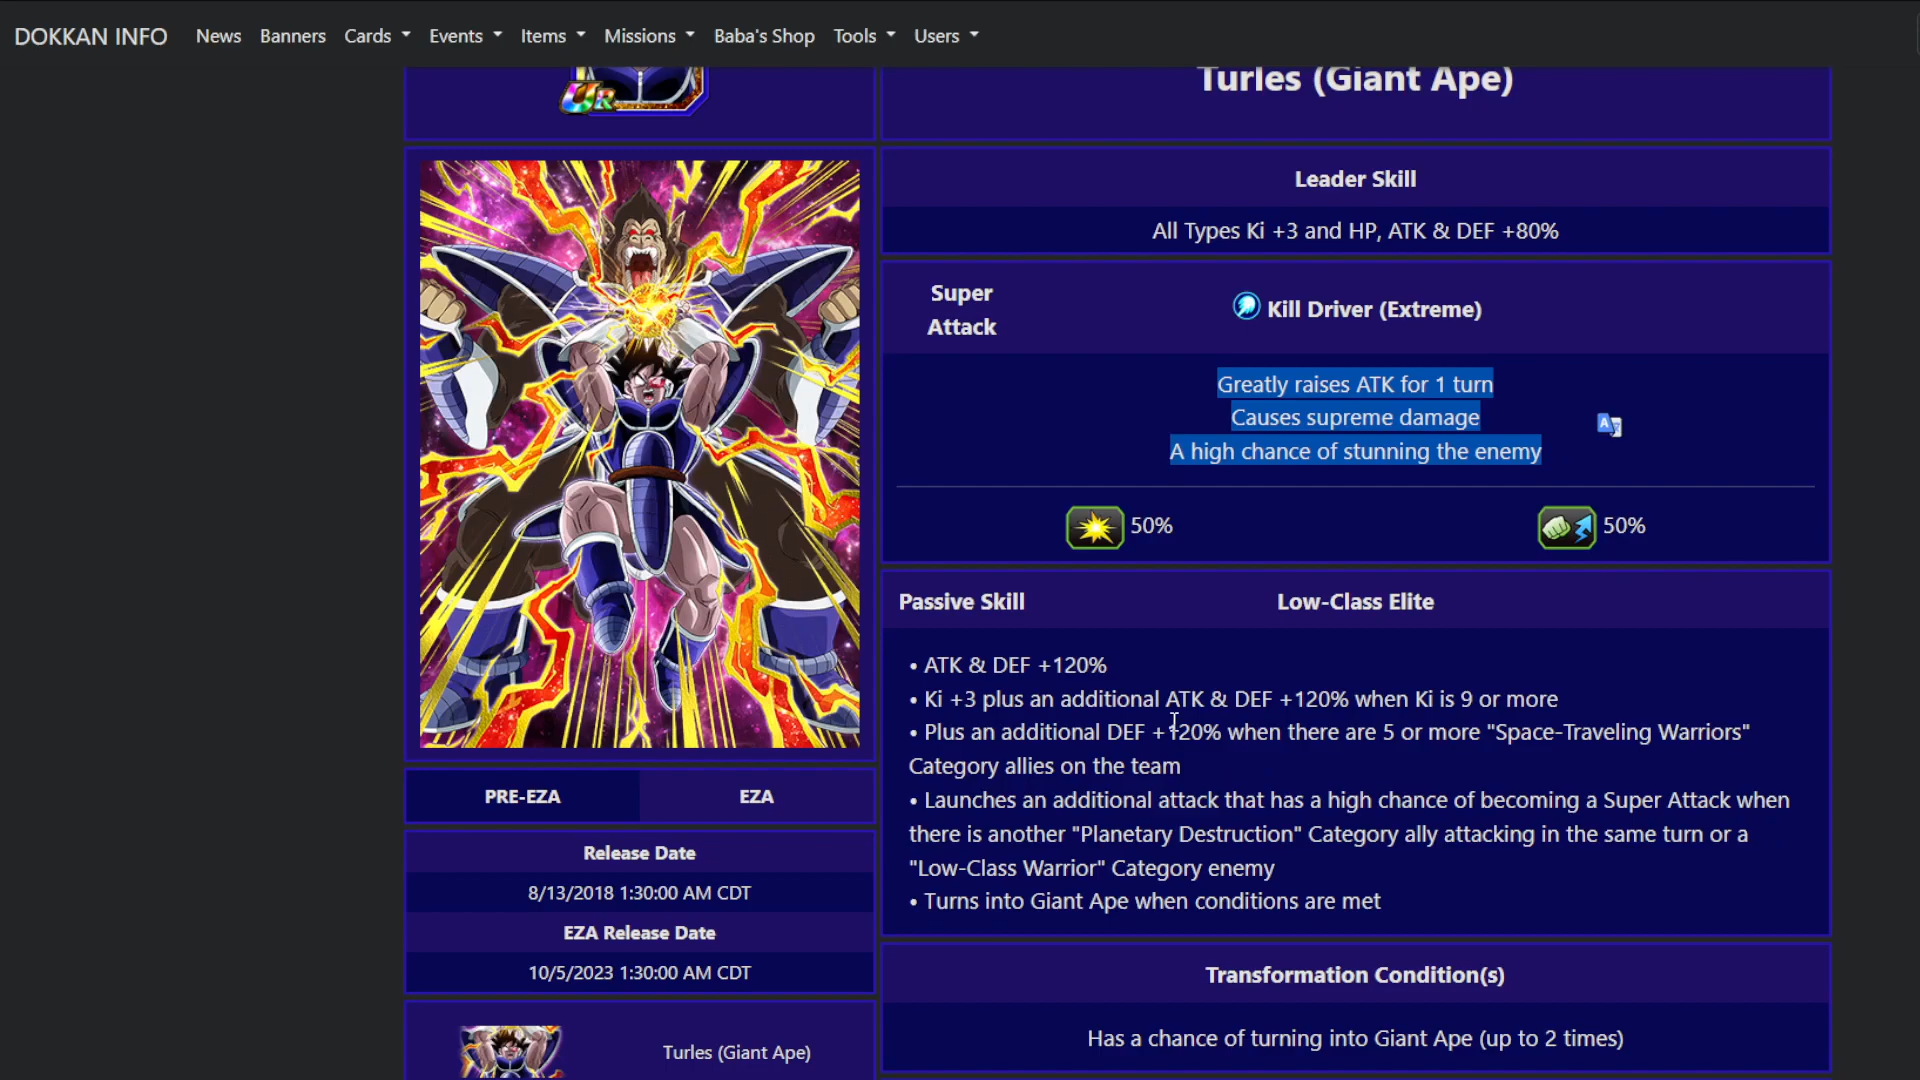 DOKKAN INFO News Banners Cards Events Items Missions Baba's Shop Tools Users
UR
Turles (Giant Ape)
Leader Skill
All Types Ki +3 and HP, ATK & DEF +80%
Super
Attack
Kill Driver (Extreme)
Greatly raises ATK for 1 turn
Causes supreme damage
A high chance of stunning the enemy
50% 50%
Passive Skill Low-Class Elite
• ATK & DEF +120%
• Ki +3 plus an additional ATK & DEF +120% when Ki is 9 or more
• Plus an additional DEF +120% when there are 5 or more "Space-Traveling Warriors"
Category allies on the team
• Launches an additional attack that has a high chance of becoming a Super Attack when
there is another "Planetary Destruction" Category ally attacking in the same turn or a
"Low-Class Warrior" Category enemy
• Turns into Giant Ape when conditions are met
Transformation Condition(s)
Has a chance of turning into Giant Ape (up to 2 times)
PRE-EZA EZA
Release Date
8/13/2018 1:30:00 AM CDT
EZA Release Date
10/5/2023 1:30:00 AM CDT
Turles (Giant Ape)